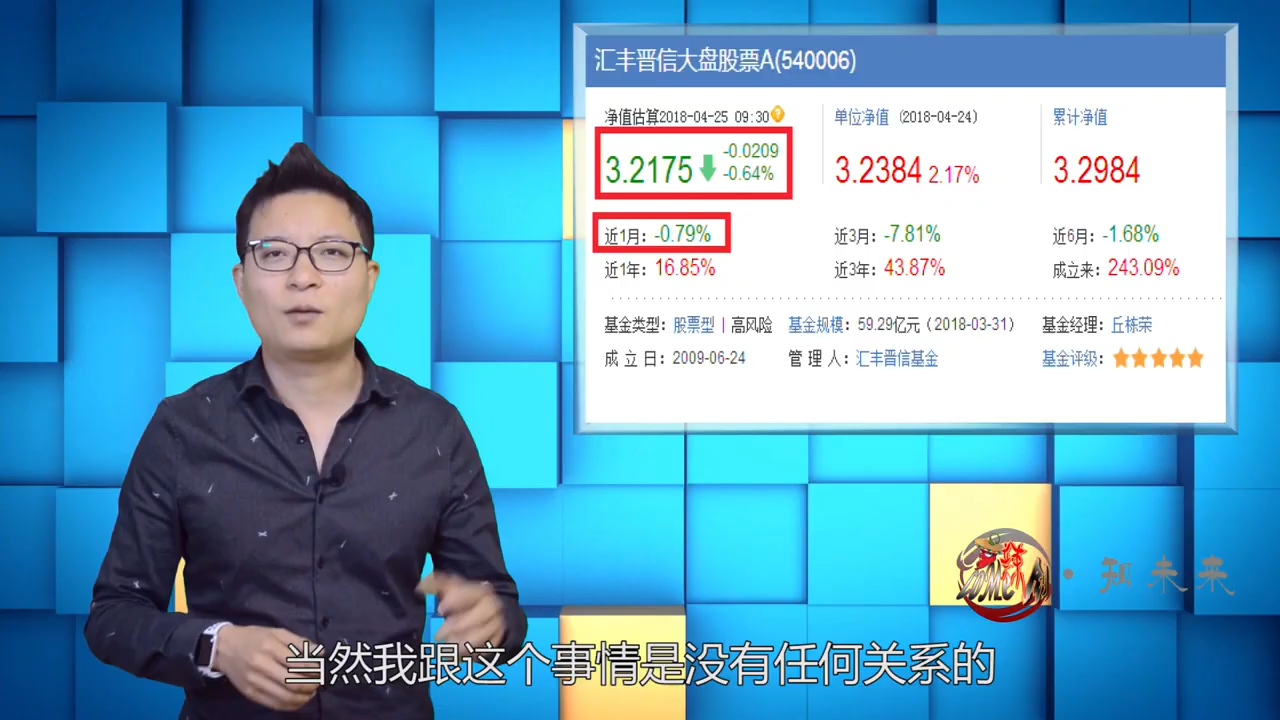 汇丰晋信大盘股票A(540006)
净值估算2018-04-25 09:30 单位净值 (2018-04-24) 累计净值
3.2175 -0.0209 -0.64% 3.2384 2.17% 3.2984
近1月: -0.79% 近3月: -7.81% 近6月: -1.68%
近1年: 16.85% 近3年: 43.87% 成立来: 243.09%
基金类型: 股票型 | 高风险 基金规模: 59.29亿元 (2018-03-31) 基金经理: 丘栋荣
成 立 日: 2009-06-24 管 理 人: 汇丰晋信基金 基金评级:
· 知未来
当然我跟这个事情是没有任何关系的